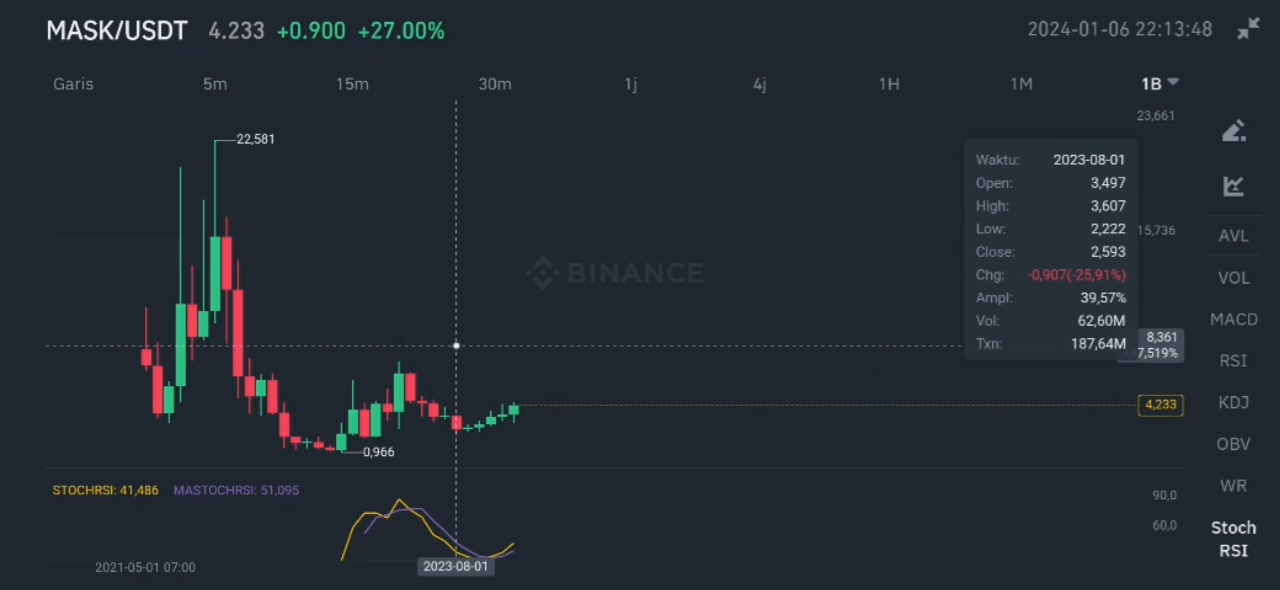 MASK/USDT 4.233 +0.900 +27.00% 2024-01-06 22:13:48
Garis 5m 15m 30m 1j 4j 1H 1M 1B
23,661
22,581
Waktu: 2023-08-01
Open: 3,497
High: 3,607
Low: 2,222
Close: 2,593
Chg: -0,907(-25,91%)
Ampl: 39,57%
Vol: 62,60M
Txn: 187,64M
15,736
AVL
BINANCE
VOL
MACD
8,361
7,519%
RSI
4,233
KDJ
0,966
OBV
STOCHRSI: 41,486 MASTOCHRSI: 51,095
90,0
WR
60,0
Stoch
RSI
2021-05-01 07:00
2023-08-01